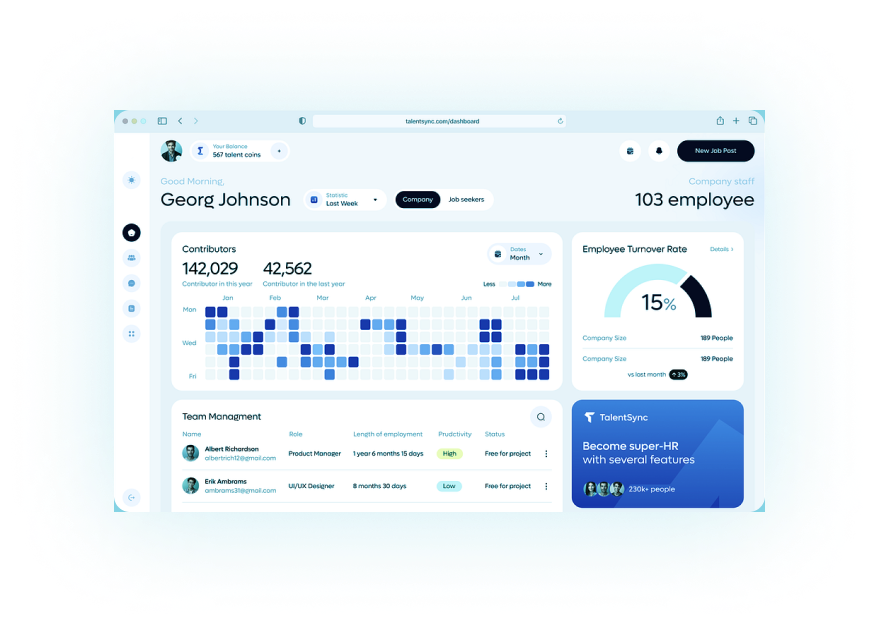 talentsync.com/dashboard
Your Balance
567 talent coins
New Job Post
Good Morning,
Georg Johnson
Statistic
Last Week
Company
Job seekers
Company staff
103 employee
Contributors
Dates
Month
142,029
42,562
Contributor in this year
Contributor in the last year
Less
More
Jan Feb Mar Apr May Jun Jul
Mon
Wed
Fri
Employee Turnover Rate
Details
15%
Company Size 189 People
Company Size 189 People
vs last month 3%
Team Managment
Name Role Length of employment Prudctivity Status
Albert Richardson
albertrich12@gmail.com
Product Manager 1 year 6 months 15 days High Free for project
Erik Ambrams
ambrams31@gmail.com
UI/UX Designer 8 months 30 days Low Free for project
TalentSync
Become super-HR
with several features
230k+ people